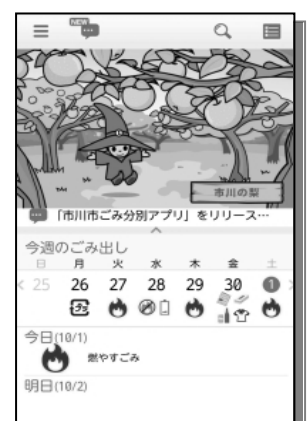 NEW
市川の梨
「市川市ごみ分別アプリ」をリリース…
今週のごみ出し
日 月 火 水 木 金 土
25 26 27 28 29 30 1
プラ
今日(10/1)
燃やすごみ
明日(10/2)